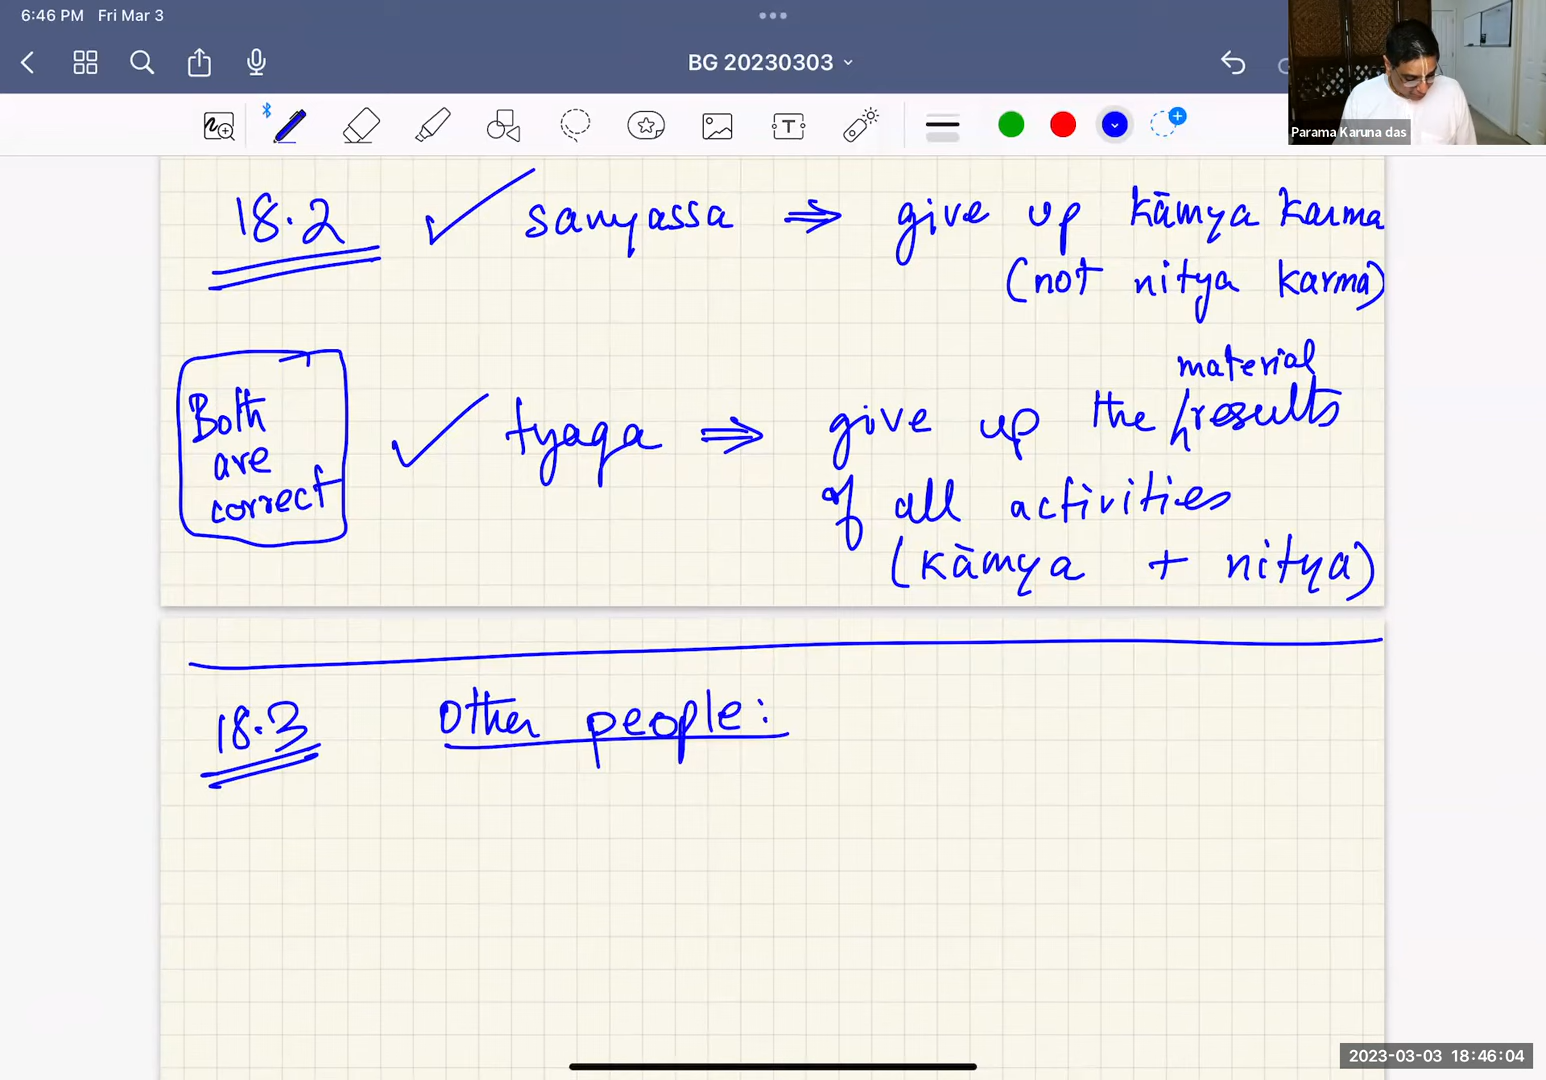 6:46 PM Fri Mar 3
BG 20230303
Parama Karuna das
18.2 ✓ sanyassa ⇒ give up kāmya karma
(not nitya karma)
Both are correct
✓ tyaga ⇒ give up the material results
of all activities
(kāmya + nitya)
18.3 Other people:
2023-03-03 18:46:04